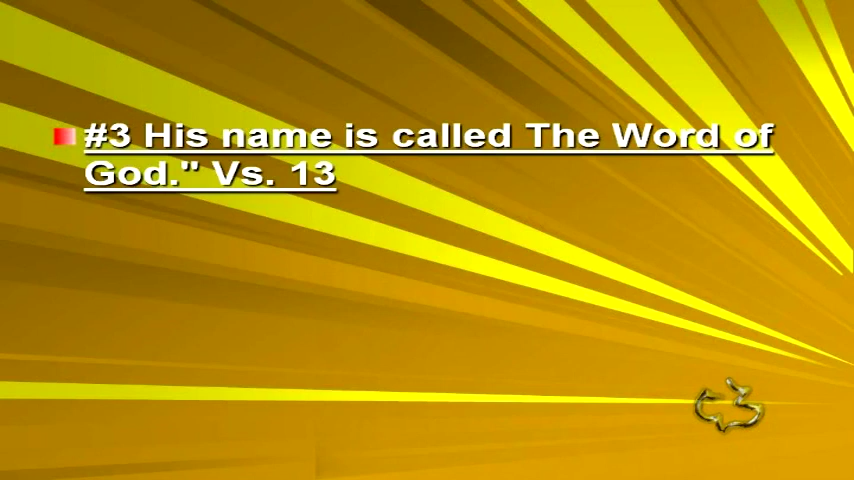 #3 His name is called The Word of
God." Vs. 13